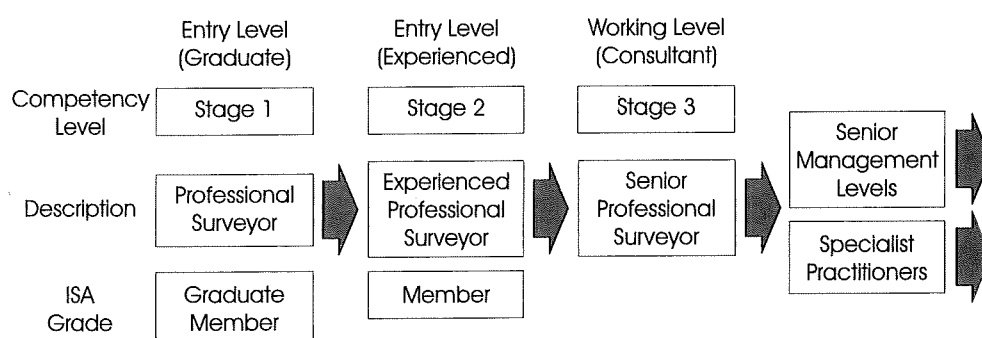 Entry Level
(Graduate)
Entry Level
(Experienced)
Working Level
(Consultant)
Competency
Level
Stage 1
Stage 2
Stage 3
Senior
Management
Levels
Description
Professional
Surveyor
Experienced
Professional
Surveyor
Senior
Professional
Surveyor
Specialist
Practitioners
ISA
Grade
Graduate
Member
Member